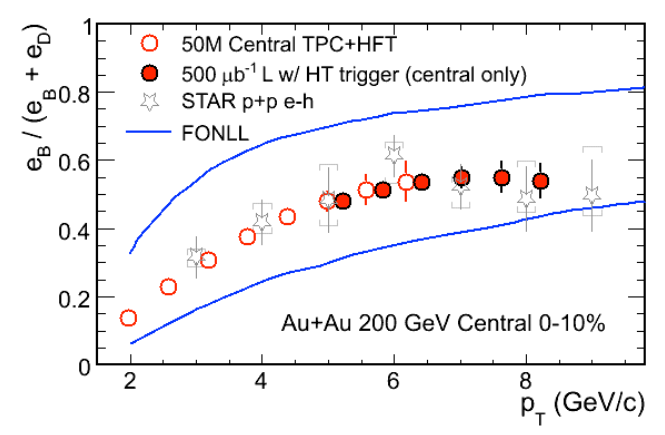 1
0.8
0.6
0.4
0.2
0
e_B / (e_B + e_D)
50M Central TPC+HFT
500 μb⁻¹ L w/ HT trigger (central only)
STAR p+p e-h
FONLL
Au+Au 200 GeV Central 0-10%
2 4 6 8
p_T (GeV/c)